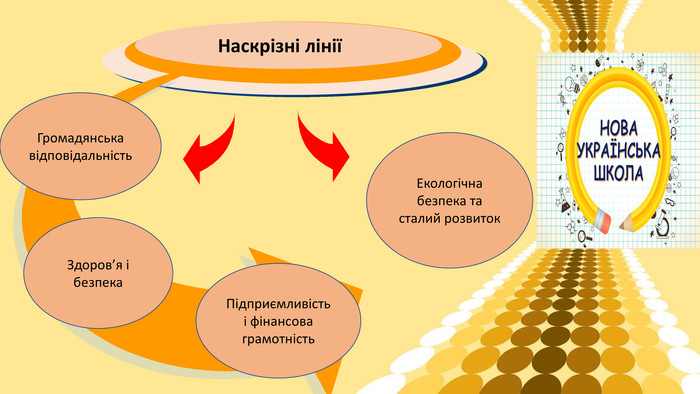 Наскрізні лінії
Громадянська
відповідальність
Екологічна
безпека та
сталий розвиток
Здоров’я і
безпека
Підприємливість
і фінансова
грамотність
НОВА
УКРАЇНСЬКА
ШКОЛА